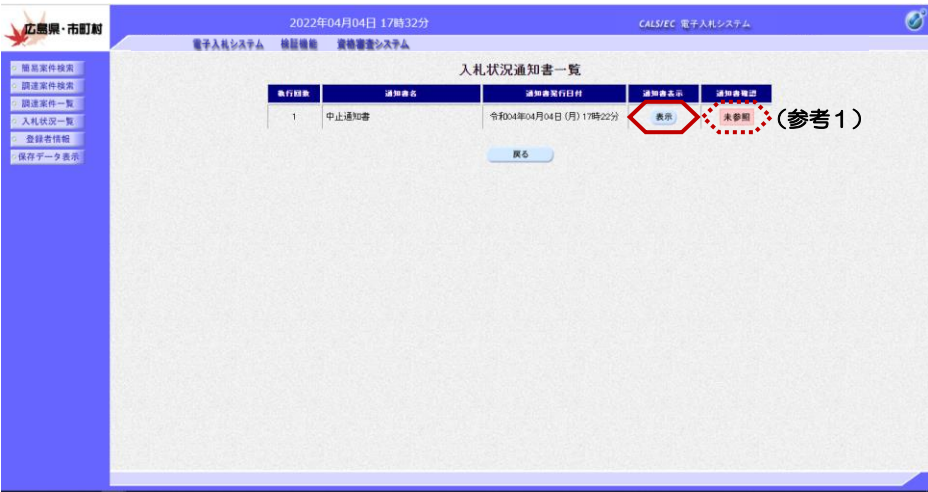 広島県・市町村
2022年04月04日 17時32分
CALS/EC 電子入札システム
電子入札システム 検証機能 資格審査システム
簡易案件検索
調達案件検索
調達案件一覧
入札状況一覧
登録者情報
保存データ表示
入札状況通知書一覧
執行回数 通知書名 通知書発行日付 通知書表示 通知書確認
1 中止通知書 令和04年04月04日 (月) 17時22分 表示 未参照 (参考1)
戻る